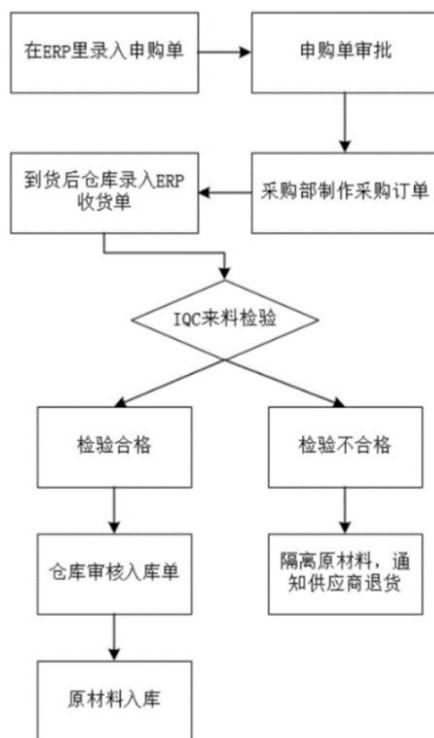 在ERP里录入申购单
申购单审批
到货后仓库录入ERP
收货单
采购部制作采购订单
IQC来料检验
检验合格
检验不合格
仓库审核入库单
隔离原材料，通
知供应商退货
原材料入库